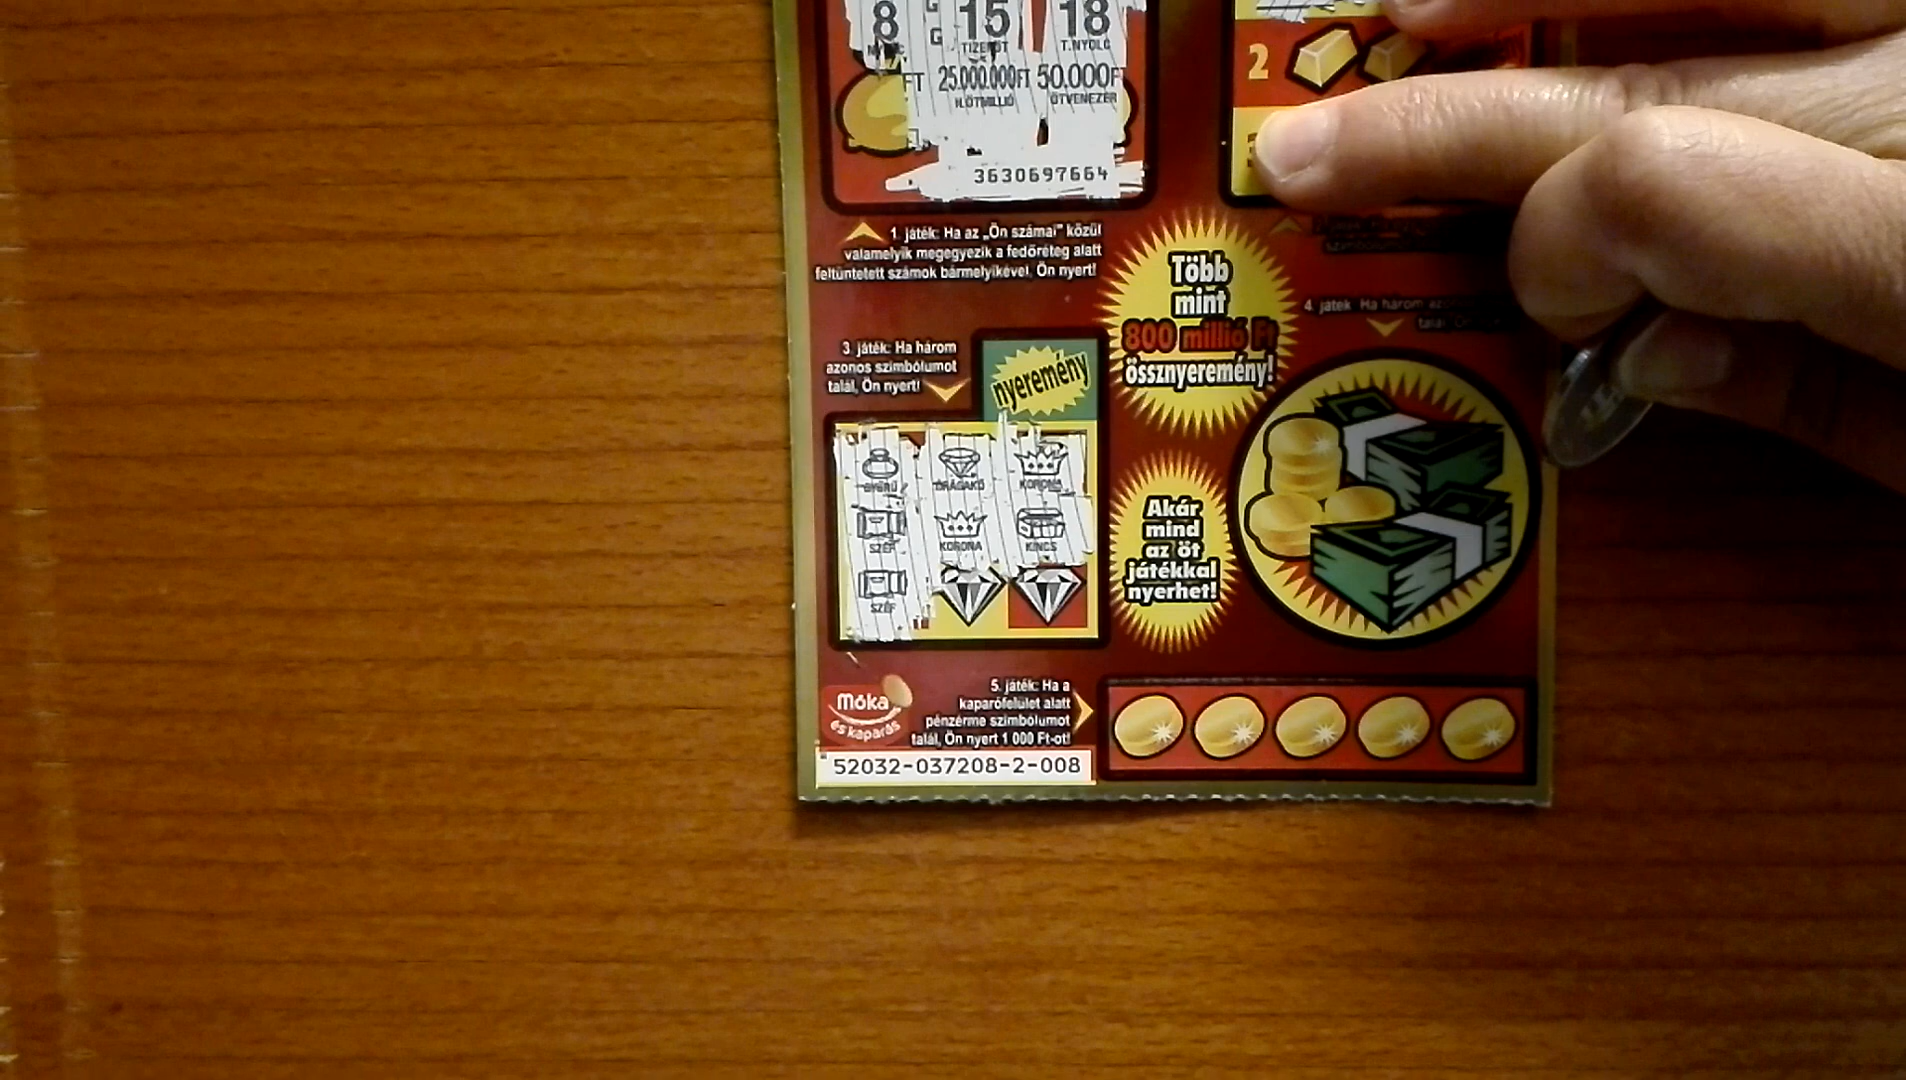 8
15
18
TIZENÖT
T.NYOLC
FT
25.000.000FT
50.000FT
H.ÖTMILLIÓ
ÖTVENEZER
3630697664
2
1. játék: Ha az „Ön számai” közül
valamelyik megegyezik a fedőréteg alatt
feltüntetett számok bármelyikével, Ön nyert!
Több
mint
800 millió Ft
össznyeremény!
4. játék: Ha három
3. játék: Ha három
azonos szimbólumot
talál, Ön nyert!
nyeremény
GYŰRŰ
DRÁGAKŐ
KORONA
SZÉF
KORONA
KINCS
SZÉF
Akár
mind
az öt
játékkal
nyerhet!
Móka
és kaparás
5. játék: Ha a
kaparófelület alatt
pénzérme szimbólumot
talál, Ön nyert 1 000 Ft-ot!
52032-037208-2-008